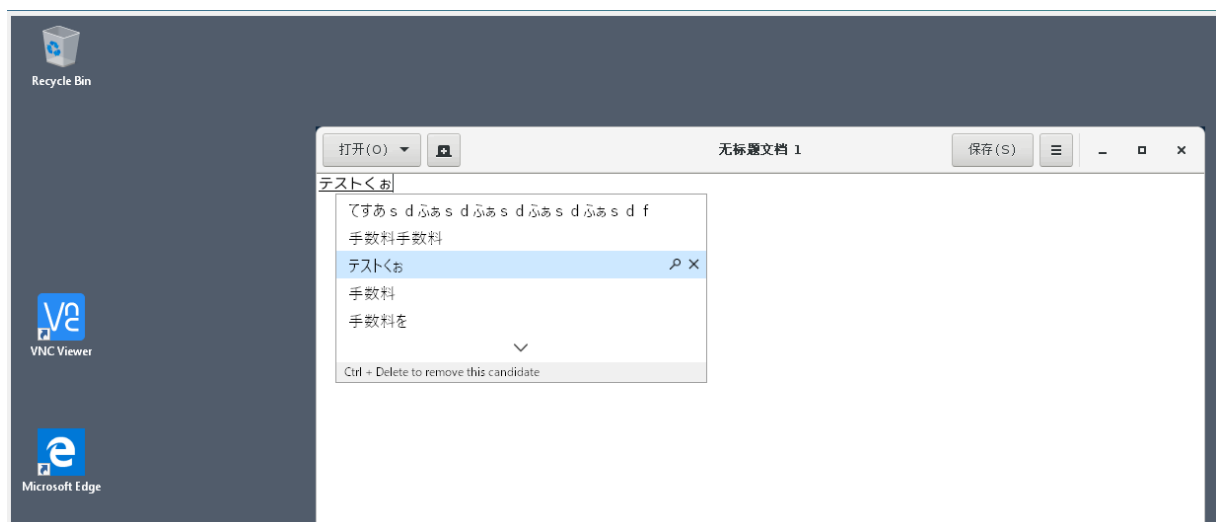 Recycle Bin
打开(O)
无标题文档 1
保存(S)
テストくぉ
てすあｓｄふぁｓｄふぁｓｄふぁｓｄふぁｓｄｆ
手数料手数料
テストくぉ
手数料
手数料を
Ctrl + Delete to remove this candidate
VNC Viewer
Microsoft Edge